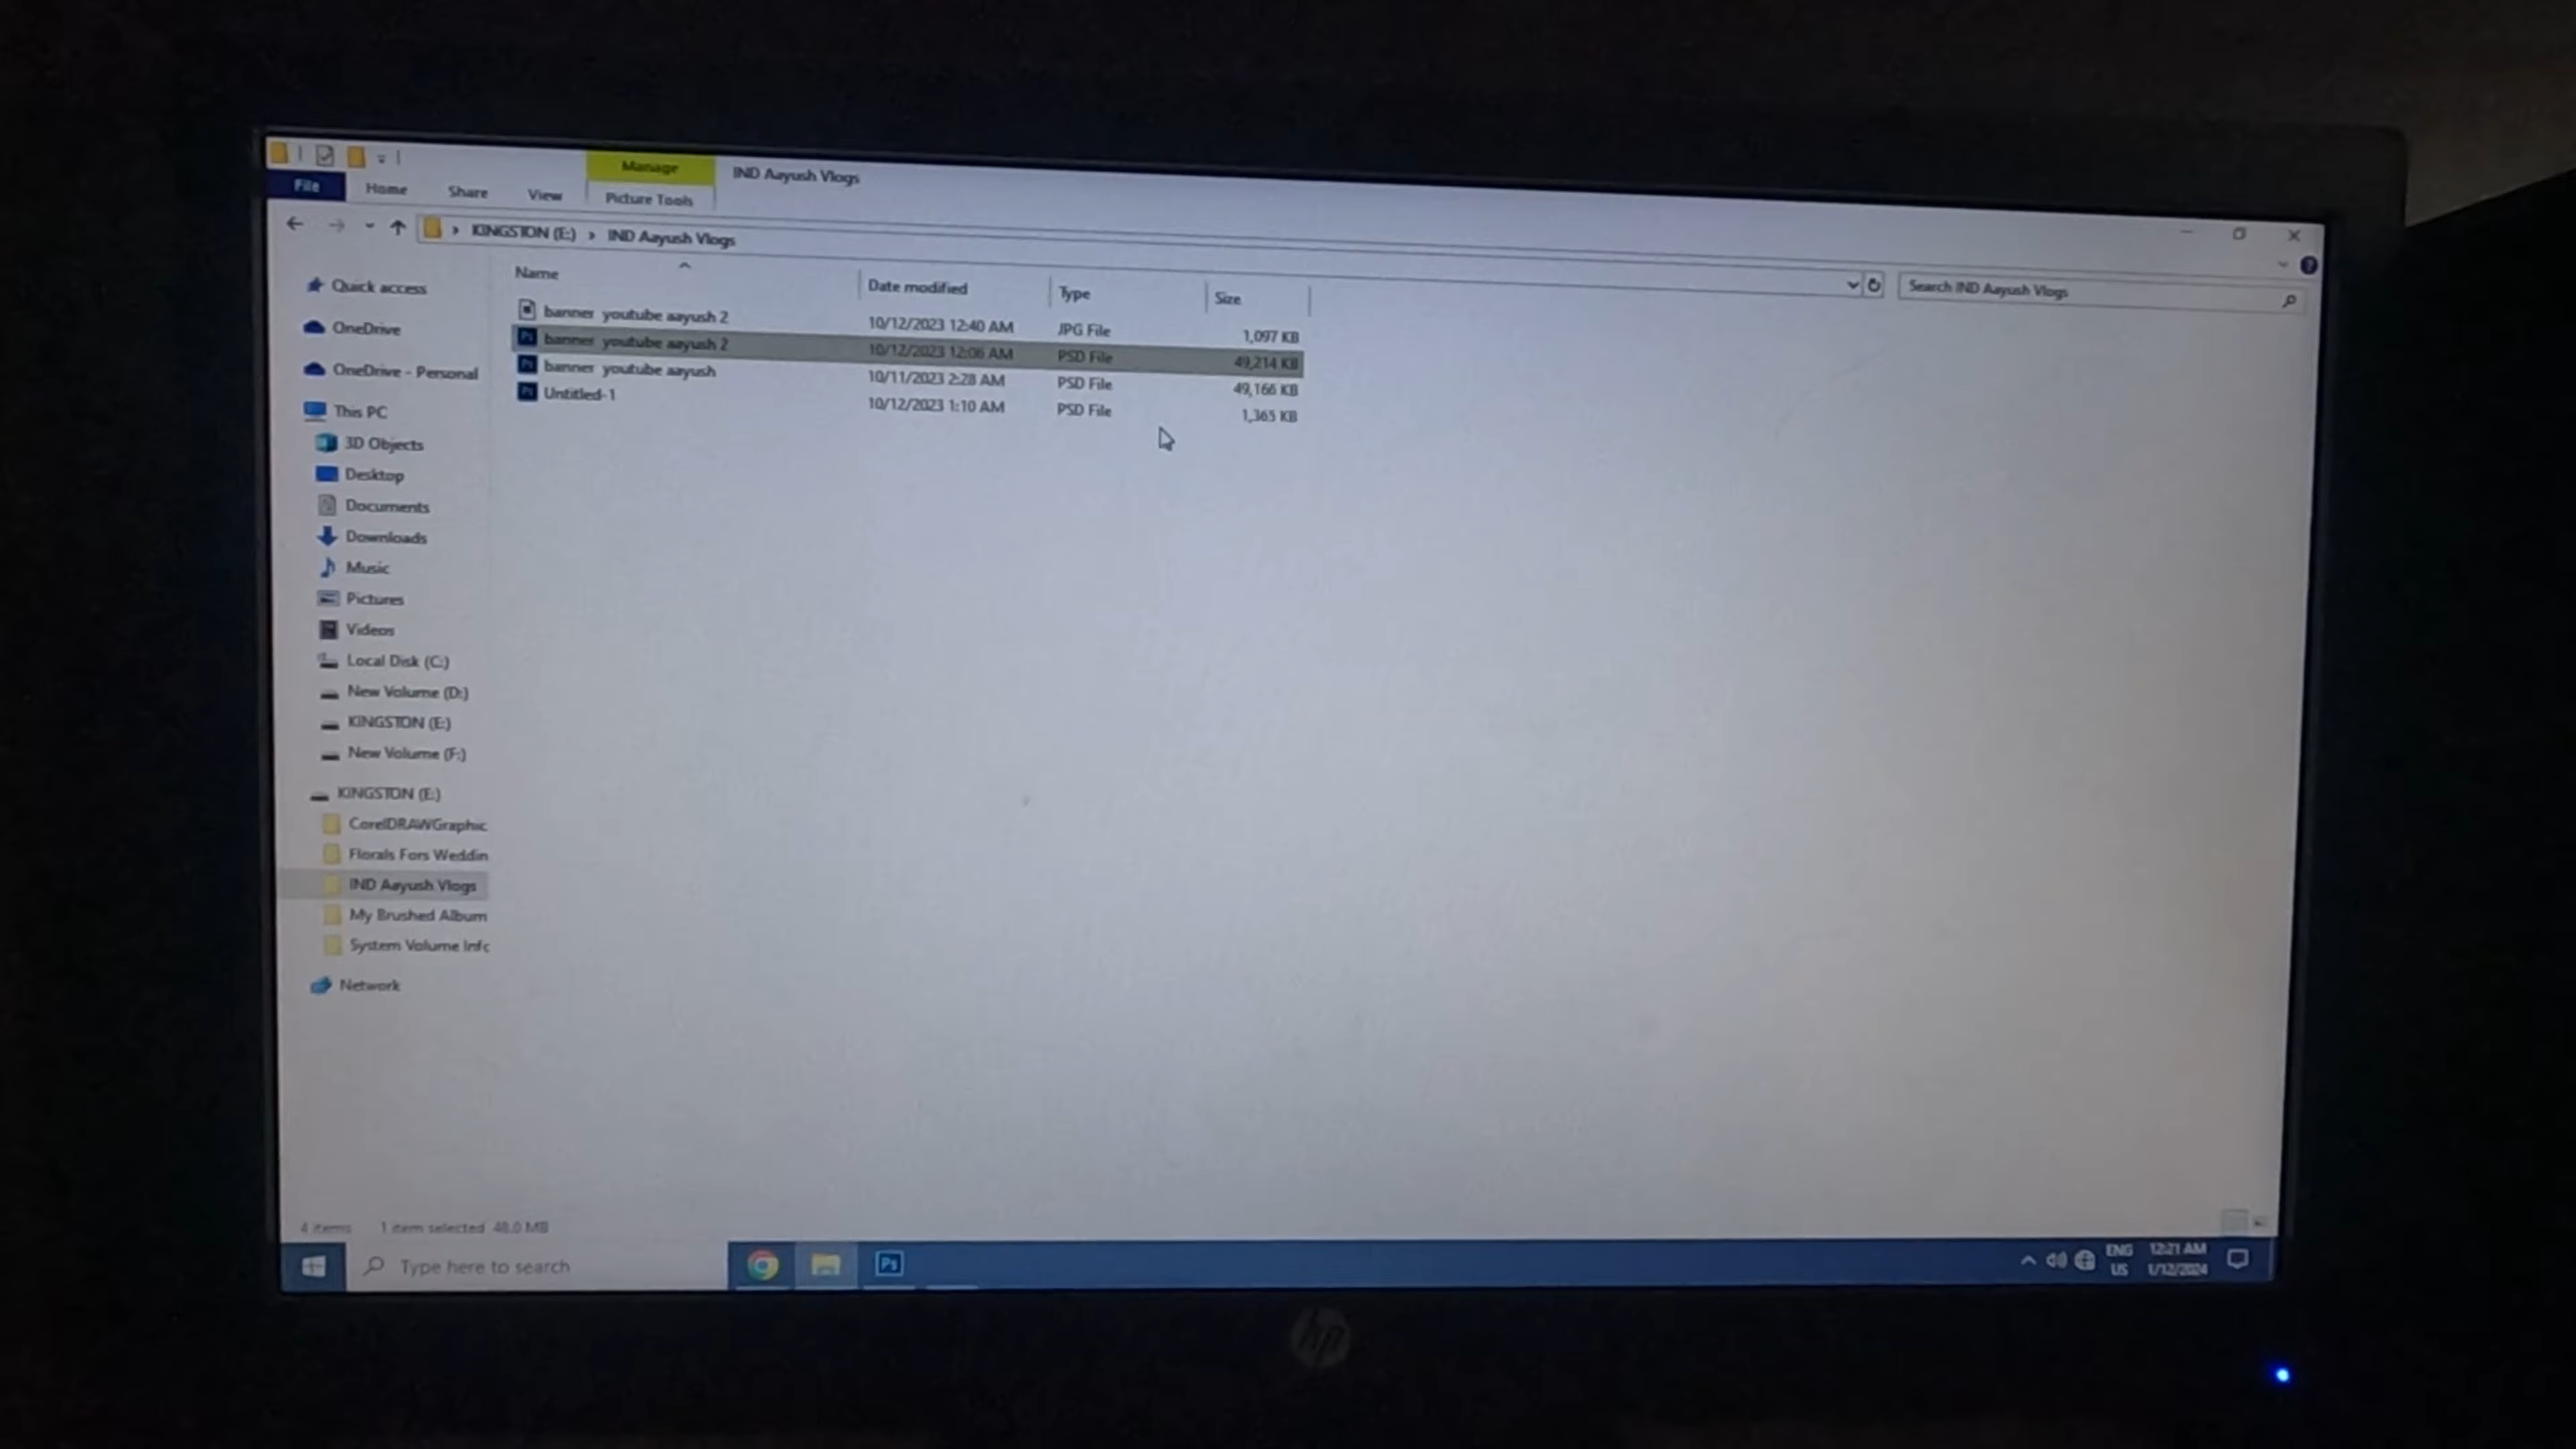 Manage
IND Aayush Vlogs
File
Home
Share
View
Picture Tools
KINGSTON (E:) > IND Aayush Vlogs
Search IND Aayush Vlogs
Name
Date modified
Type
Size
banner youtube aayush 2 10/12/2023 12:40 AM JPG File 1,097 KB
banner youtube aayush 2 10/12/2023 12:06 AM PSD File 49,214 KB
banner youtube aayush 10/11/2023 2:28 AM PSD File 49,166 KB
Untitled-1 10/12/2023 1:10 AM PSD File 1,365 KB
Quick access
OneDrive
OneDrive - Personal
This PC
3D Objects
Desktop
Documents
Downloads
Music
Pictures
Videos
Local Disk (C:)
New Volume (D:)
KINGSTON (E:)
New Volume (F:)
KINGSTON (E:)
CorelDRAWGraphic
Florals Fors Weddin
IND Aayush Vlogs
My Brushed Album
System Volume Infc
Network
4 items 1 item selected 48.0 MB
Type here to search
Ps
ENG
US
12:21 AM
1/12/2024
hp